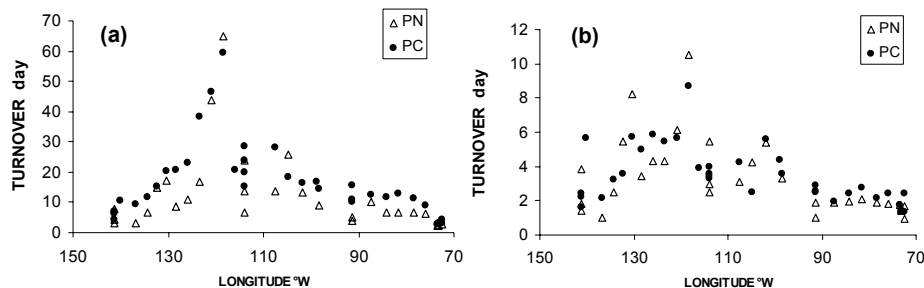 (a)
△ PN
● PC
TURNOVER day
70
60
50
40
30
20
10
0
150 130 110 90 70
LONGITUDE °W
(b)
△ PN
● PC
TURNOVER day
12
10
8
6
4
2
0
150 130 110 90 70
LONGITUDE °W